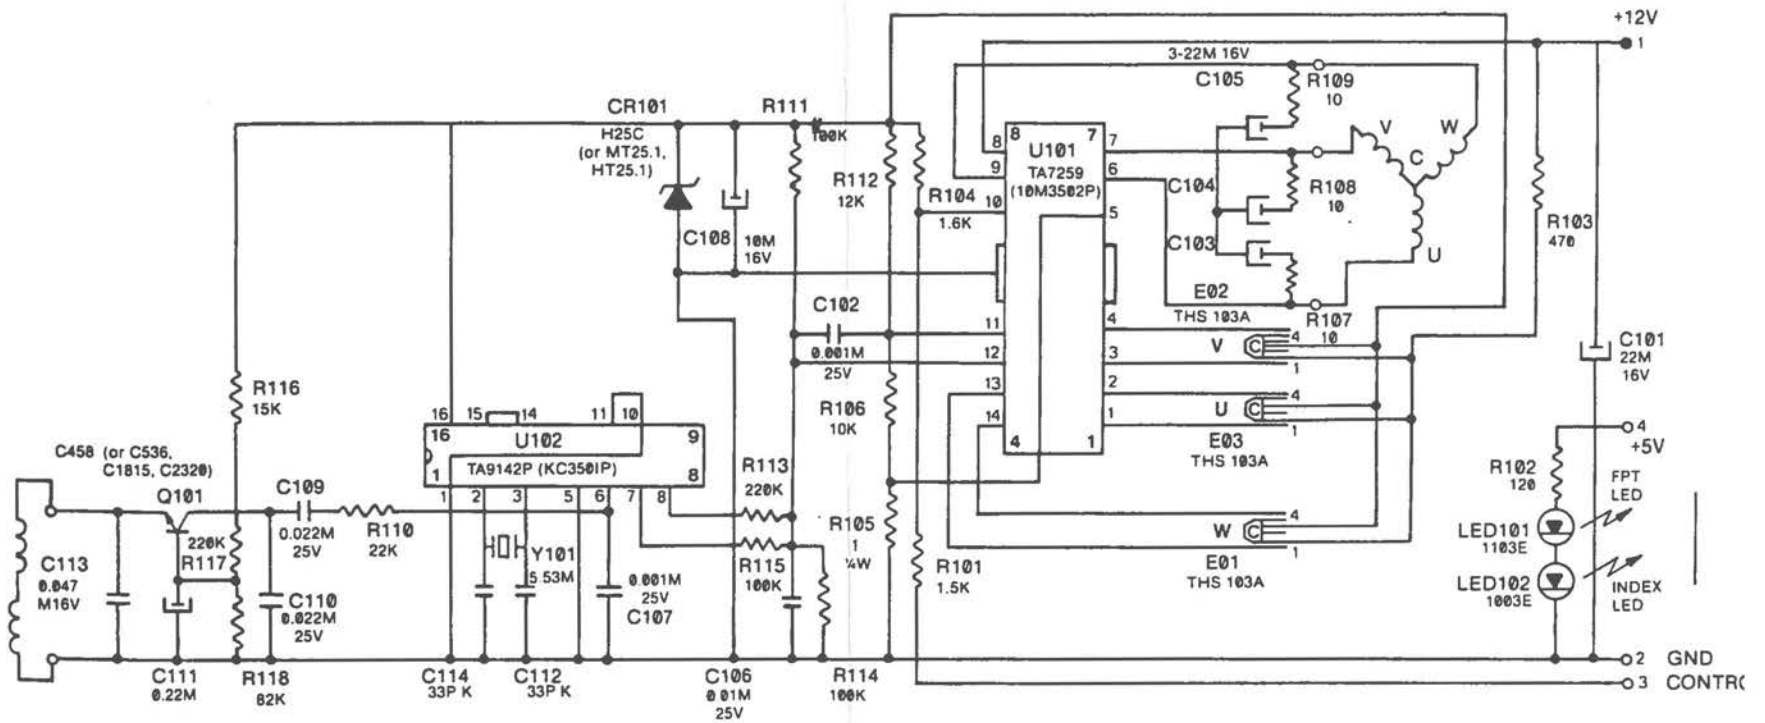 +12V
1
3-22M 16V
C105
R109
10
CR101
H25C
(or MT25.1,
HT25.1)
R111
100K
8
7
8
9
10
U101
TA7259
(10M3502P)
7
6
5
V
W
C
U
R112
12K
R104
1.6K
C104
R108
10
C103
R103
470
C108
10M
16V
E02
THS 103A
R107
10
C102
0.001M
25V
11
12
13
14
4
3
2
1
4
1
V
C
4
1
U
C
4
1
E03
THS 103A
C101
22M
16V
R116
15K
R106
10K
4
+5V
16
15
14
11
10
16
9
U102
TA9142P (KC350IP)
1
8
C458 (or C536,
C1815, C2320)
Q101
C109
0.022M
25V
R110
22K
1
2
3
5
6
7
8
R113
220K
R105
1
¼W
4
W
C
1
E01
THS 103A
R102
120
FPT
LED
LED101
1103E
LED102
1003E
INDEX
LED
220K
R117
C113
0.047
M16V
C110
0.022M
25V
Y101
5.53M
0.001M
25V
C107
R115
100K
R101
1.5K
C111
0.22M
R118
82K
C114
33P K
C112
33P K
C106
0.01M
25V
R114
100K
2 GND
3 CONTR